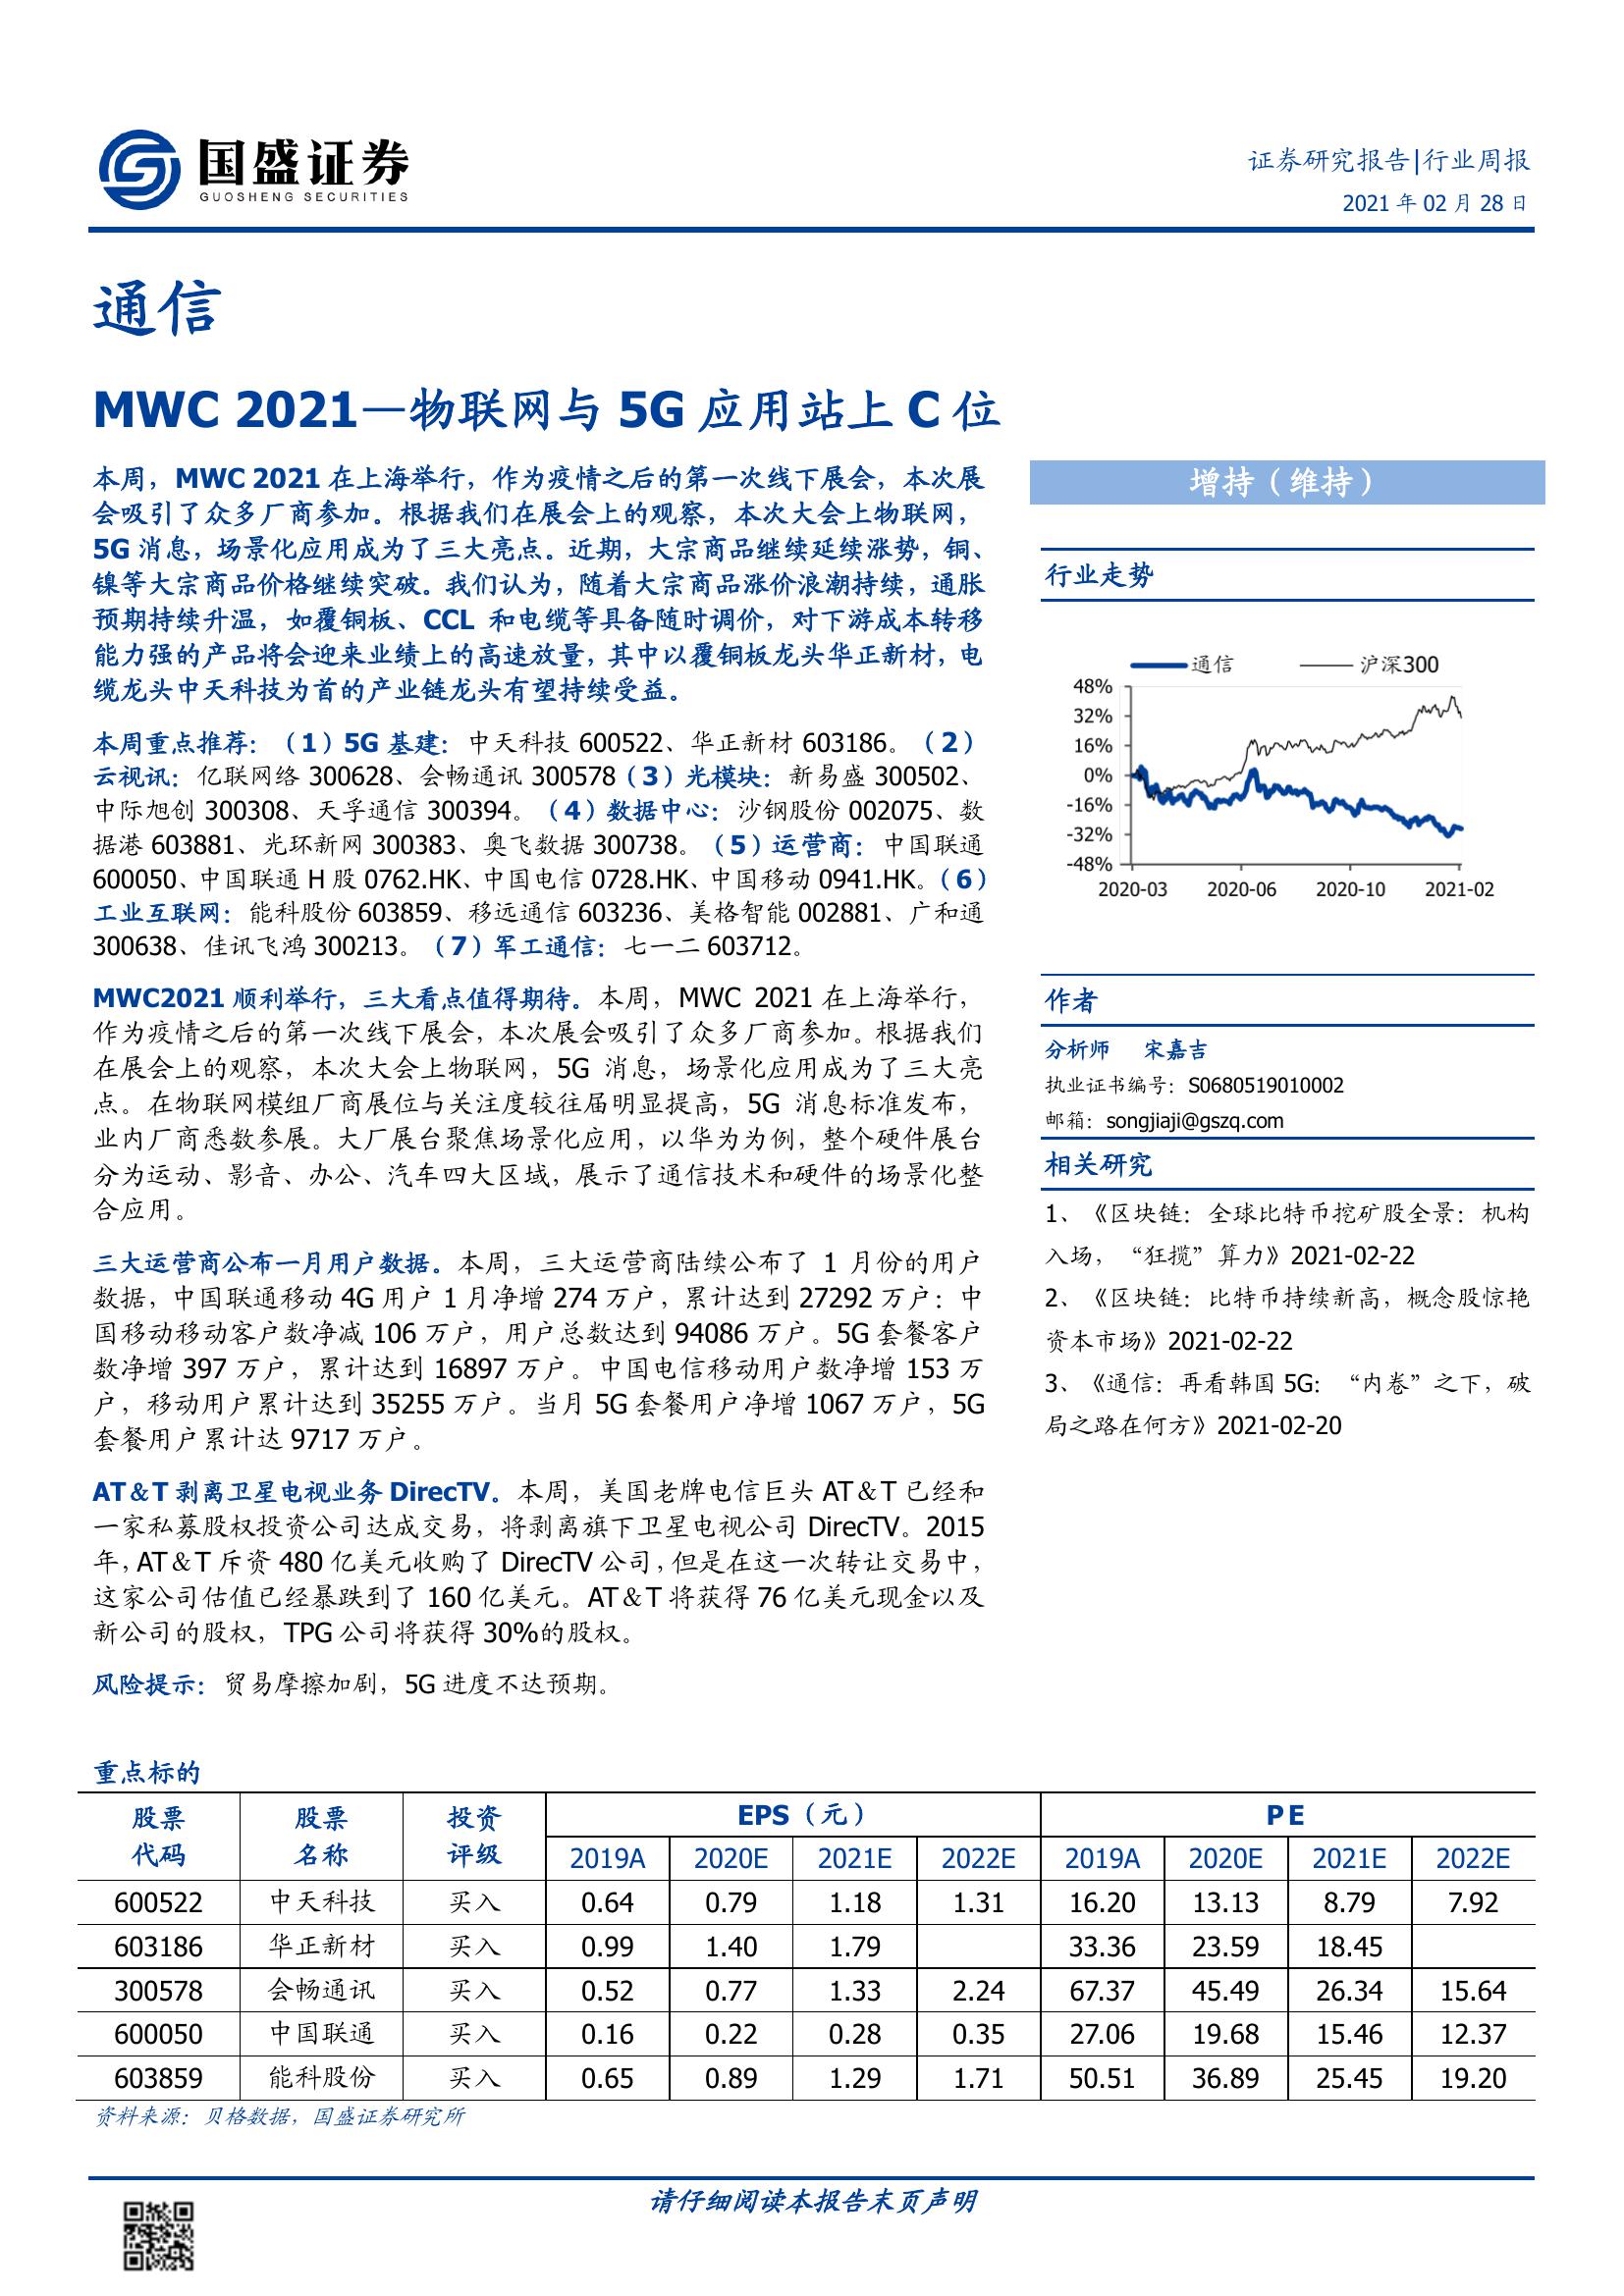 国盛证券
GUOSHENG SECURITIES
证券研究报告|行业周报
2021 年 02 月 28 日
通信
MWC 2021—物联网与 5G 应用站上 C 位
本周，MWC 2021 在上海举行，作为疫情之后的第一次线下展会，本次展
会吸引了众多厂商参加。根据我们在展会上的观察，本次大会上物联网，
5G 消息，场景化应用成为了三大亮点。近期，大宗商品继续延续涨势，铜、
镍等大宗商品价格继续突破。我们认为，随着大宗商品涨价浪潮持续，通胀
预期持续升温，如覆铜板、CCL 和电缆等具备随时调价，对下游成本转移
能力强的产品将会迎来业绩上的高速放量，其中以覆铜板龙头华正新材，电
缆龙头中天科技为首的产业链龙头有望持续受益。
本周重点推荐：（1）5G 基建：中天科技 600522、华正新材 603186。（2）
云视讯：亿联网络 300628、会畅通讯 300578（3）光模块：新易盛 300502、
中际旭创 300308、天孚通信 300394。（4）数据中心：沙钢股份 002075、数
据港 603881、光环新网 300383、奥飞数据 300738。（5）运营商：中国联通
600050、中国联通 H 股 0762.HK、中国电信 0728.HK、中国移动 0941.HK。（6）
工业互联网：能科股份 603859、移远通信 603236、美格智能 002881、广和通
300638、佳讯飞鸿 300213。（7）军工通信：七一二 603712。
MWC2021 顺利举行，三大看点值得期待。本周，MWC 2021 在上海举行，
作为疫情之后的第一次线下展会，本次展会吸引了众多厂商参加。根据我们
在展会上的观察，本次大会上物联网，5G 消息，场景化应用成为了三大亮
点。在物联网模组厂商展位与关注度较往届明显提高，5G 消息标准发布，
业内厂商悉数参展。大厂展台聚焦场景化应用，以华为为例，整个硬件展台
分为运动、影音、办公、汽车四大区域，展示了通信技术和硬件的场景化整
合应用。
三大运营商公布一月用户数据。本周，三大运营商陆续公布了 1 月份的用户
数据，中国联通移动 4G 用户 1 月净增 274 万户，累计达到 27292 万户：中
国移动移动客户数净减 106 万户，用户总数达到 94086 万户。5G 套餐客户
数净增 397 万户，累计达到 16897 万户。中国电信移动用户数净增 153 万
户，移动用户累计达到 35255 万户。当月 5G 套餐用户净增 1067 万户，5G
套餐用户累计达 9717 万户。
AT＆T 剥离卫星电视业务 DirecTV。本周，美国老牌电信巨头 AT＆T 已经和
一家私募股权投资公司达成交易，将剥离旗下卫星电视公司 DirecTV。2015
年，AT＆T 斥资 480 亿美元收购了 DirecTV 公司，但是在这一次转让交易中，
这家公司估值已经暴跌到了 160 亿美元。AT＆T 将获得 76 亿美元现金以及
新公司的股权，TPG 公司将获得 30%的股权。
风险提示：贸易摩擦加剧，5G 进度不达预期。
增持（维持）
行业走势
通信 沪深300
48%
32%
16%
0%
-16%
-32%
-48%
2020-03 2020-06 2020-10 2021-02
作者
分析师 宋嘉吉
执业证书编号：S0680519010002
邮箱：songjiaji@gszq.com
相关研究
1、《区块链：全球比特币挖矿股全景：机构
入场，“狂揽”算力》2021-02-22
2、《区块链：比特币持续新高，概念股惊艳
资本市场》2021-02-22
3、《通信：再看韩国 5G：“内卷”之下，破
局之路在何方》2021-02-20
重点标的
股票 股票 投资 EPS（元） P E
代码 名称 评级 2019A 2020E 2021E 2022E 2019A 2020E 2021E 2022E
600522 中天科技 买入 0.64 0.79 1.18 1.31 16.20 13.13 8.79 7.92
603186 华正新材 买入 0.99 1.40 1.79 33.36 23.59 18.45
300578 会畅通讯 买入 0.52 0.77 1.33 2.24 67.37 45.49 26.34 15.64
600050 中国联通 买入 0.16 0.22 0.28 0.35 27.06 19.68 15.46 12.37
603859 能科股份 买入 0.65 0.89 1.29 1.71 50.51 36.89 25.45 19.20
资料来源：贝格数据，国盛证券研究所
请仔细阅读本报告末页声明